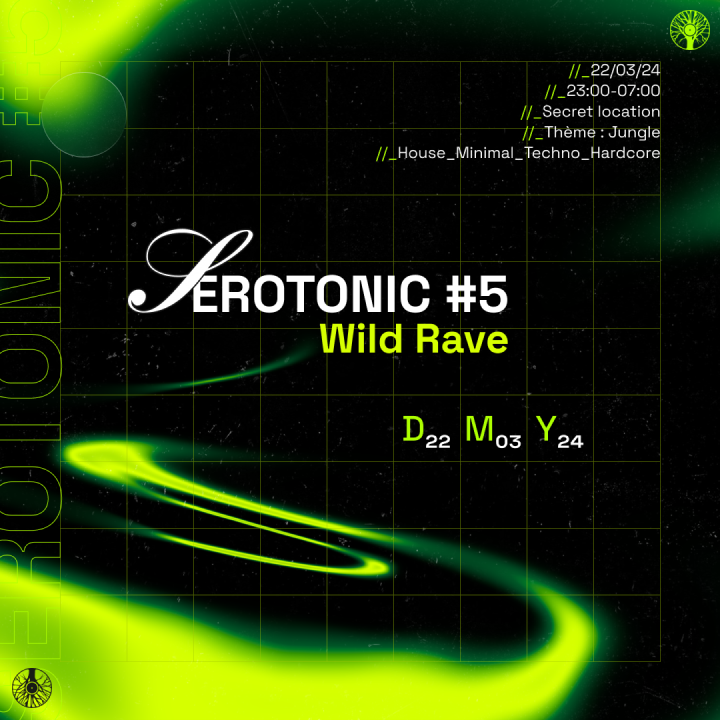 //_22/03/24
//_23:00-07:00
//_Secret location
//_Thème : Jungle
//_House_Minimal_Techno_Hardcore
SEROTONIC #5
Wild Rave
D22 M03 Y24
SEROTONIC #5